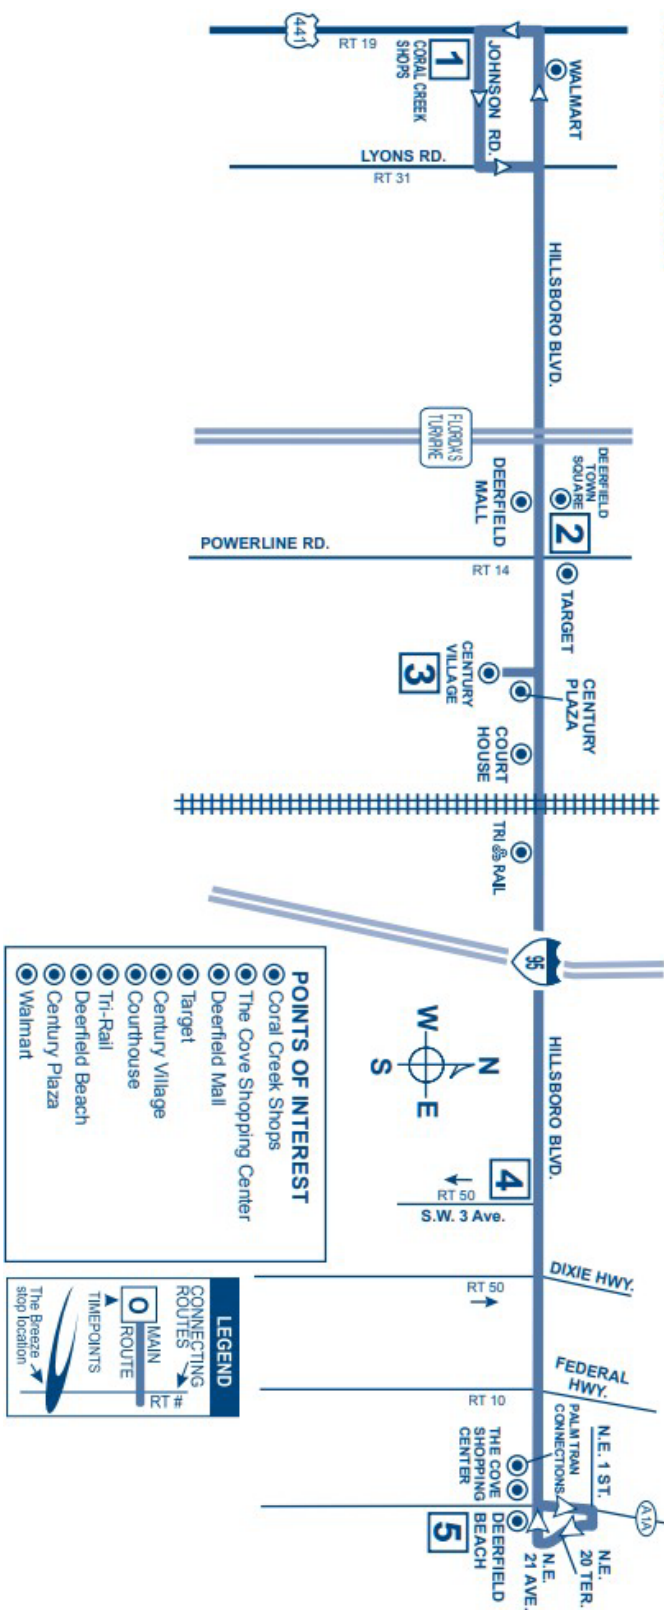 441
RT 19
1
CORAL CREEK
SHOPS
JOHNSON RD.
WALMART
LYONS RD.
RT 31
HILLSBORO BLVD.
FLORIDA'S
TURNPIKE
DEERFIELD
TOWN
SQUARE
2
DEERFIELD
MALL
POWERLINE RD.
RT 14
TARGET
CENTURY
VILLAGE
3
CENTURY
PLAZA
COURT
HOUSE
TRI RAIL
95
HILLSBORO BLVD.
N
W
E
S
4
RT 50
S.W. 3 Ave.
DIXIE HWY.
RT 50
FEDERAL
HWY.
RT 10
PALM TRAN
CONNECTIONS
THE COVE
SHOPPING
CENTER
N.E. 1 ST.
A1A
N.E.
20 TER.
N.E.
21 AVE.
DEERFIELD
BEACH
5
POINTS OF INTEREST
Coral Creek Shops
The Cove Shopping Center
Deerfield Mall
Target
Century Village
Courthouse
Tri-Rail
Deerfield Beach
Century Plaza
Walmart
LEGEND
CONNECTING
ROUTES
RT #
O
MAIN
ROUTE
TIMEPOINTS
The Breeze
stop location